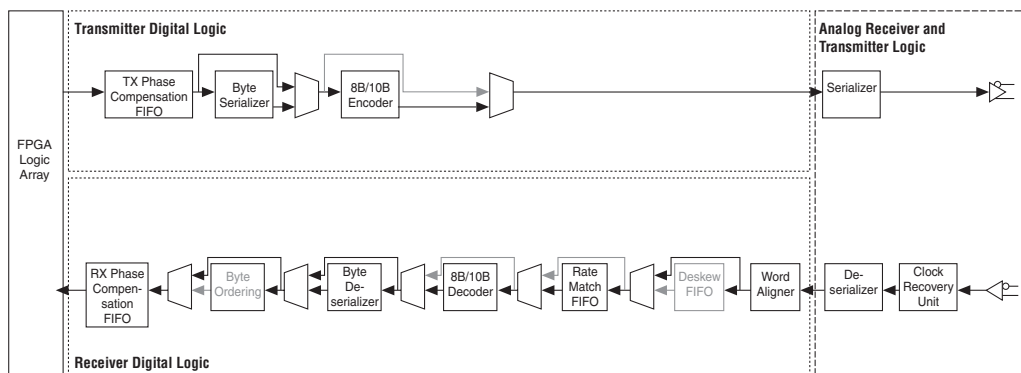 Transmitter Digital Logic
Analog Receiver and
Transmitter Logic
TX Phase
Compensation
FIFO
Byte
Serializer
8B/10B
Encoder
Serializer
FPGA
Logic
Array
RX Phase
Compen-
sation
FIFO
Byte
Ordering
Byte
De-
serializer
8B/10B
Decoder
Rate
Match
FIFO
Deskew
FIFO
Word
Aligner
De-
serializer
Clock
Recovery
Unit
Receiver Digital Logic